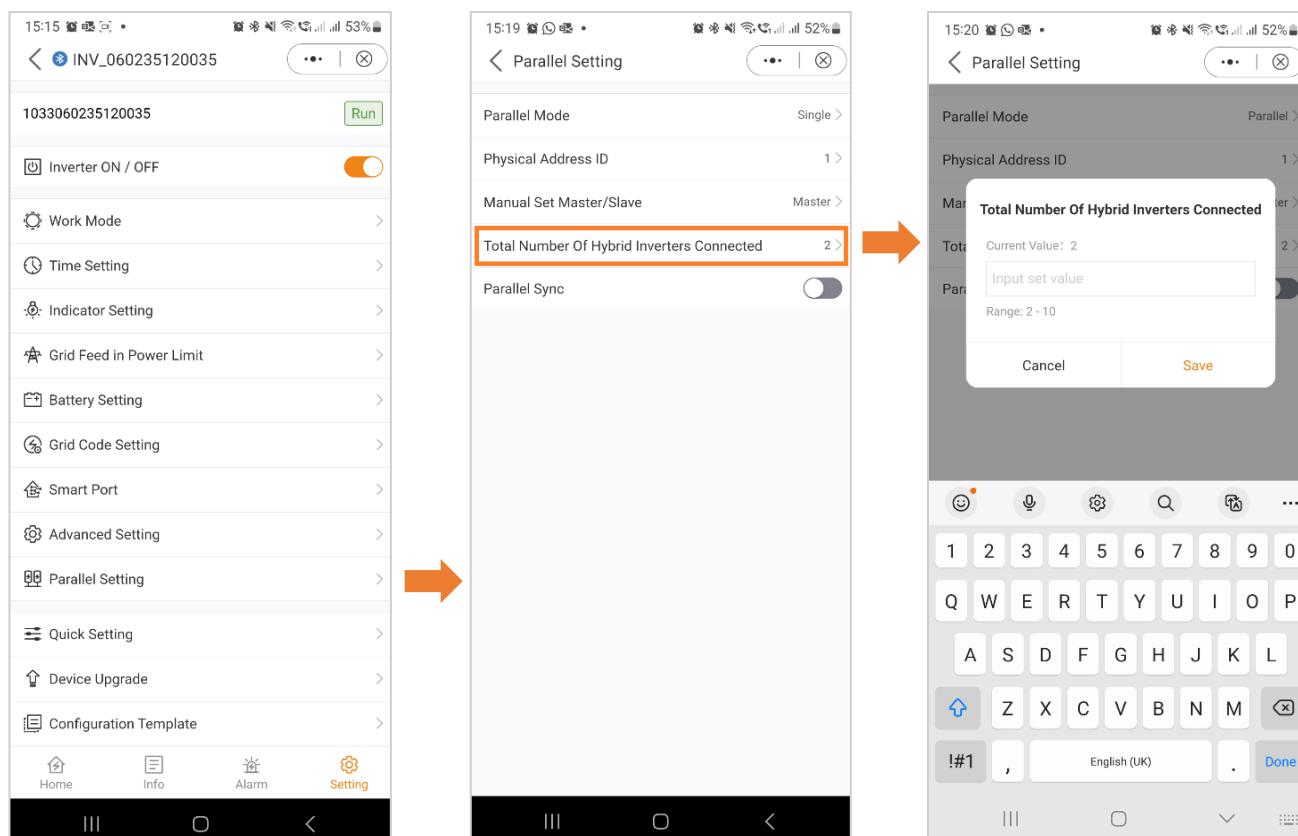 15:15 53%
INV_060235120035
1033060235120035 Run
Inverter ON / OFF
Work Mode
Time Setting
Indicator Setting
Grid Feed in Power Limit
Battery Setting
Grid Code Setting
Smart Port
Advanced Setting
Parallel Setting
Quick Setting
Device Upgrade
Configuration Template
Home Info Alarm Setting
15:19 52%
Parallel Setting
Parallel Mode Single
Physical Address ID 1
Manual Set Master/Slave Master
Total Number Of Hybrid Inverters Connected 2
Parallel Sync
15:20 52%
Parallel Setting
Parallel Mode Parallel
Physical Address ID 1
Mar ter
Total Number Of Hybrid Inverters Connected
Tota 2
Current Value: 2
Input set value
Para
Range: 2 - 10
Cancel Save
1 2 3 4 5 6 7 8 9 0
Q W E R T Y U I O P
A S D F G H J K L
Z X C V B N M
!#1 , English (UK) . Done